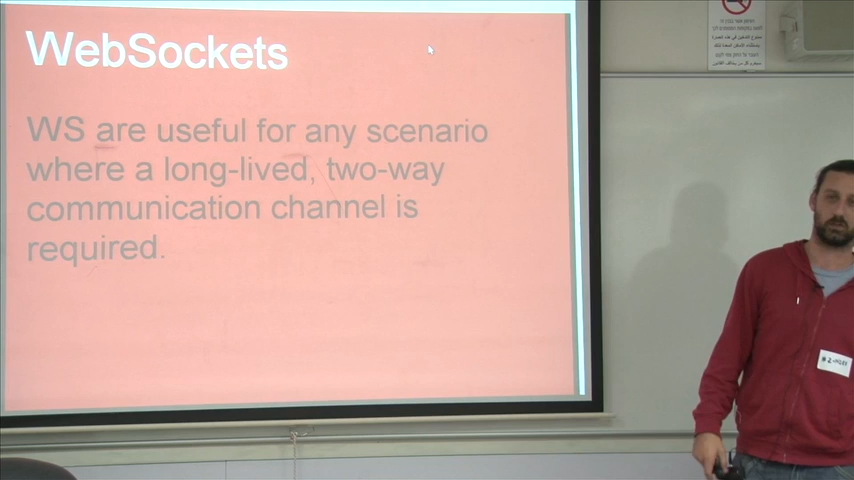 WebSockets
WS are useful for any scenario
where a long-lived, two-way
communication channel is
required.